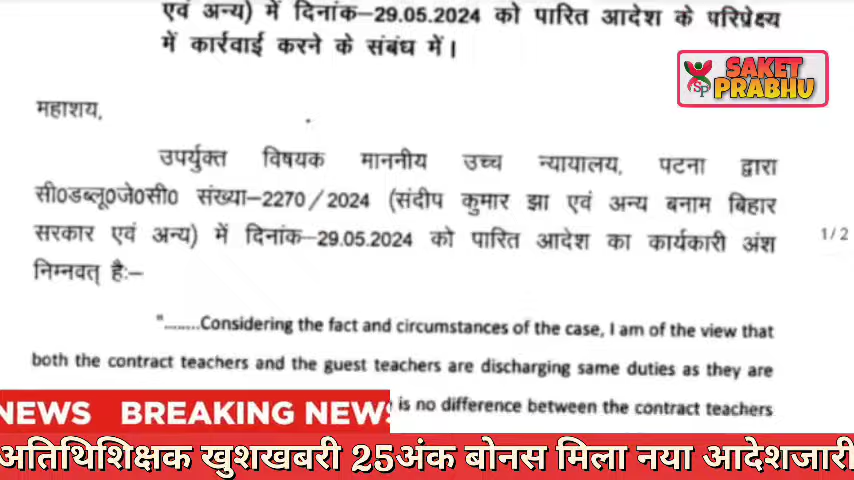 एवं अन्य) में दिनांक–29.05.2024 को पारित आदेश के परिप्रेक्ष्य
में कार्रवाई करने के संबंध में।
SAKET
PRABHU
SP
महाशय,
उपर्युक्त विषयक माननीय उच्च न्यायालय, पटना द्वारा
सी0डब्लू0जे0सी0 संख्या–2270/2024 (संदीप कुमार झा एवं अन्य बनाम बिहार
सरकार एवं अन्य) में दिनांक–29.05.2024 को पारित आदेश का कार्यकारी अंश
1/2
निम्नवत् है:–
"........Considering the fact and circumstances of the case, I am of the view that
both the contract teachers and the guest teachers are discharging same duties as they are
is no difference between the contract teachers
NEWS BREAKING NEWS
अतिथिशिक्षक खुशखबरी 25अंक बोनस मिला नया आदेशजारी